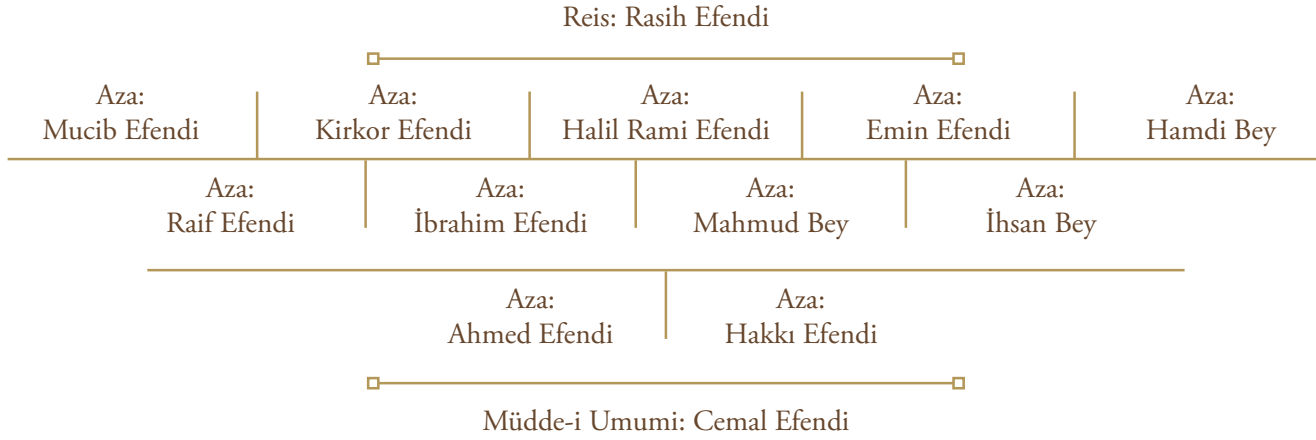 Reis: Rasih Efendi
Aza:
Mucib Efendi
Aza:
Kirkor Efendi
Aza:
Halil Rami Efendi
Aza:
Emin Efendi
Aza:
Hamdi Bey
Aza:
Raif Efendi
Aza:
İbrahim Efendi
Aza:
Mahmud Bey
Aza:
İhsan Bey
Aza:
Ahmed Efendi
Aza:
Hakkı Efendi
Müdde-i Umumi: Cemal Efendi